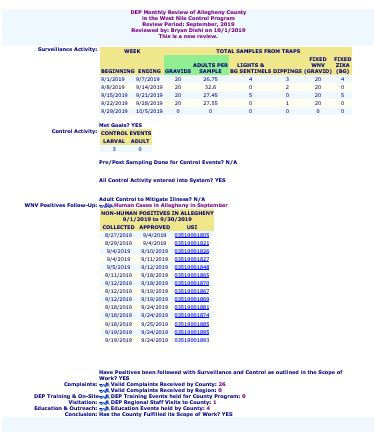 DEP Monthly Review of Allegheny County
in the West Nile Control Program
Review Period: September, 2019
Reviewed by: Bryan Dishi on 10/1/2019
This is a new review.
Surveillance Activity: WEEK TOTAL SAMPLES FROM TRAPS
BEGINNING ENDING GRAVIDS ADULTS PER SAMPLE LIGHTS & BG SENTINELS DIPPINGS FIXED WNV (GRAVID) FIXED ZIKA (BG)
9/1/2019 9/7/2019 20 26.75 4 3 20 4
9/8/2019 9/14/2019 20 32.6 0 2 20 0
9/15/2019 9/21/2019 20 27.45 5 0 20 5
9/22/2019 9/28/2019 20 27.55 0 1 20 0
9/29/2019 10/5/2019 0 0 0 0 0 0
Met Goals? YES
Control Activity: CONTROL EVENTS
LARVAL ADULT
3 0
Pre/Post Sampling Done for Control Events? N/A
All Control Activity entered into System? YES
Adult Control to Mitigate Illness? N/A
WNV Positives Follow-Up: No Human Cases in Allegheny in September
NON-HUMAN POSITIVES IN ALLEGHENY
9/1/2019 to 9/30/2019
COLLECTED APPROVED USI
8/27/2019 9/4/2019 03519001805
8/29/2019 9/4/2019 03519001821
9/4/2019 9/10/2019 03519001826
9/4/2019 9/11/2019 03519001827
9/5/2019 9/12/2019 03519001848
9/11/2019 9/18/2019 03519001865
9/12/2019 9/18/2019 03519001870
9/12/2019 9/18/2019 03519001867
9/12/2019 9/18/2019 03519001869
9/18/2019 9/24/2019 03519001881
9/18/2019 9/24/2019 03519001874
9/18/2019 9/25/2019 03519001885
9/19/2019 9/24/2019 03519001895
9/19/2019 9/24/2019 03519001893
Have Positives been followed with Surveillance and Control as outlined in the Scope of
Work? YES
Complaints: Valid Complaints Received by County: 26
Valid Complaints Received by Region: 0
DEP Training & On-Site DEP Training Events held for County Program: 0
Visitation: DEP Regional Staff Visits to County: 1
Education & Outreach: Education Events held by County: 4
Conclusion: Has the County Fulfilled its Scope of Work? YES